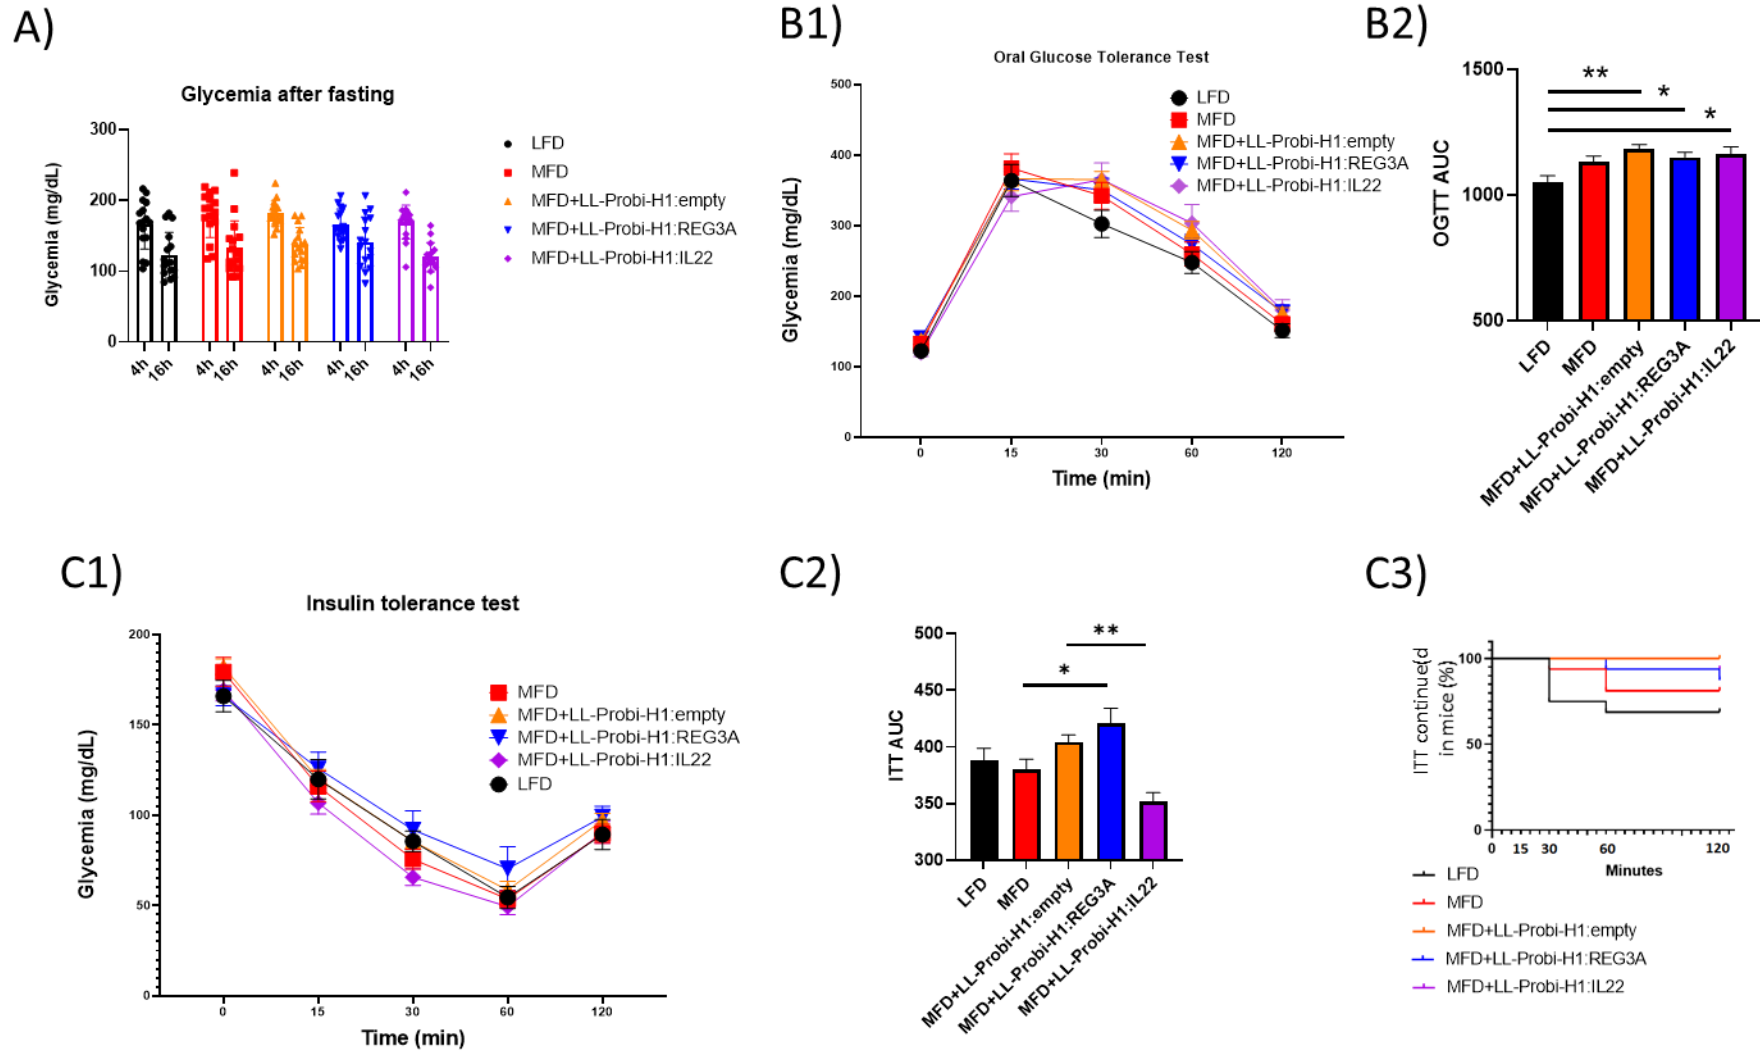 A)
Glycemia after fasting
Glycemia (mg/dL)
300
200
100
0
4h
16h
4h
16h
4h
16h
4h
16h
4h
16h
LFD
MFD
MFD+LL-Probi-H1:empty
MFD+LL-Probi-H1:REG3A
MFD+LL-Probi-H1:IL22
B1)
Oral Glucose Tolerance Test
Glycemia (mg/dL)
500
400
300
200
100
0
0
15
30
60
120
Time (min)
LFD
MFD
MFD+LL-Probi-H1:empty
MFD+LL-Probi-H1:REG3A
MFD+LL-Probi-H1:IL22
B2)
OGTT AUC
1500
1000
500
**
*
*
LFD
MFD
MFD+LL-Probi-H1:empty
MFD+LL-Probi-H1:REG3A
MFD+LL-Probi-H1:IL22
C1)
Insulin tolerance test
Glycemia (mg/dL)
200
150
100
50
0
0
15
30
60
120
Time (min)
MFD
MFD+LL-Probi-H1:empty
MFD+LL-Probi-H1:REG3A
MFD+LL-Probi-H1:IL22
LFD
C2)
ITT AUC
500
450
400
350
300
**
*
LFD
MFD
MFD+LL-Probi-H1:empty
MFD+LL-Probi-H1:REG3A
MFD+LL-Probi-H1:IL22
C3)
ITT continue(d
in mice (%)
100
50
0
0
15
30
60
120
Minutes
LFD
MFD
MFD+LL-Probi-H1:empty
MFD+LL-Probi-H1:REG3A
MFD+LL-Probi-H1:IL22